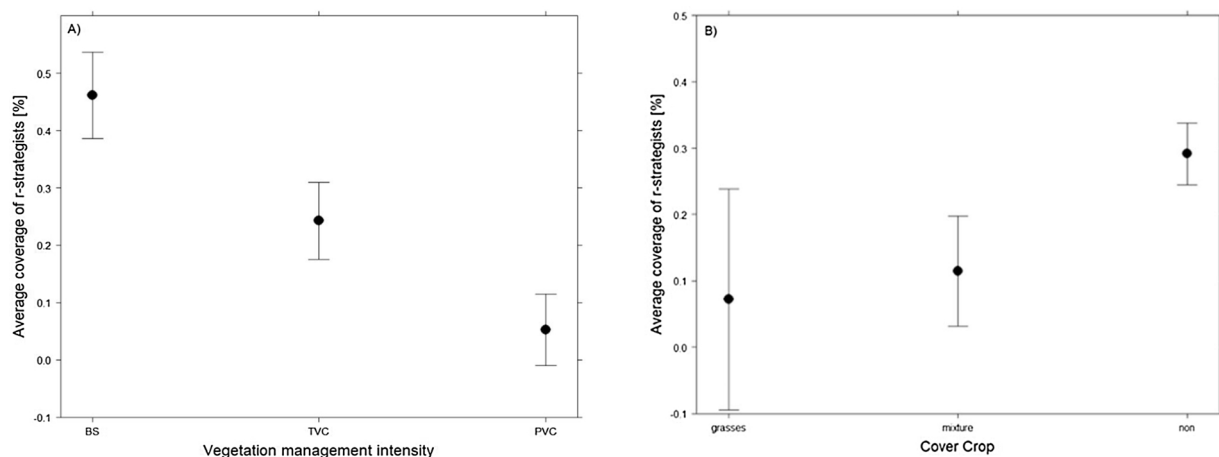 A)
Average coverage of r-strategists [%]
0.5
0.4
0.3
0.2
0.1
0.0
-0.1
BS
TVC
PVC
Vegetation management intensity
B)
Average coverage of r-strategists [%]
0.5
0.4
0.3
0.2
0.1
0.0
-0.1
grasses
mixture
non
Cover Crop